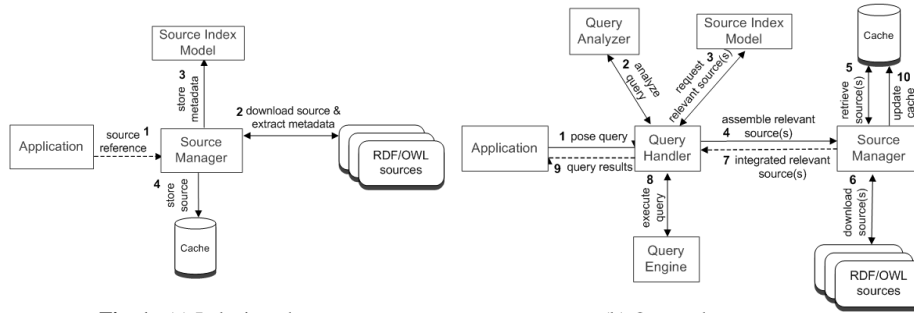 Source Index
Model
3
store
metadata
2 download source &
extract metadata
Application
source 1
reference
Source
Manager
RDF/OWL
sources
4
store
source
Cache
Query
Analyzer
Source Index
Model
Cache
2 analyze
query
request 3
relevant source(s)
5
retrieve
source(s)
10
update
cache
Application
1 pose query
9 query results
Query
Handler
assemble relevant
4 source(s)
7 integrated relevant
source(s)
Source
Manager
8
execute
query
6
download
source(s)
Query
Engine
RDF/OWL
sources